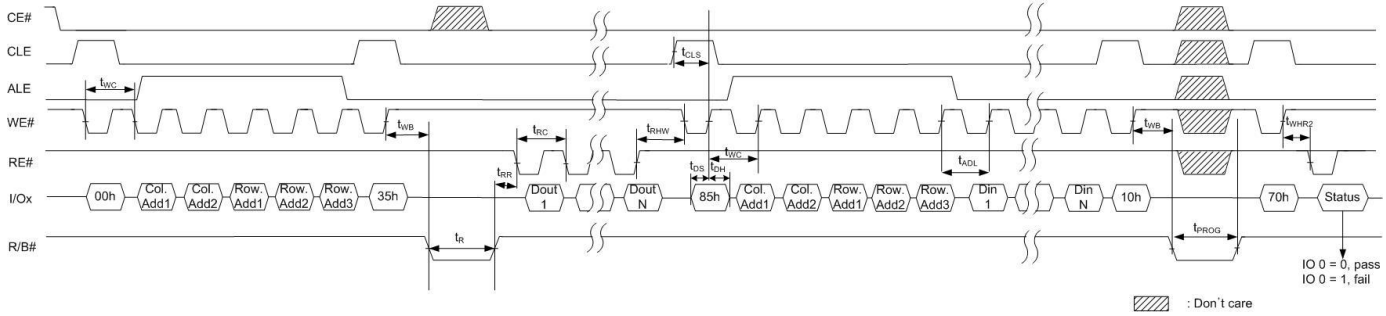 CE#
CLE
tCLS
ALE
tWC
WE#
tWB
tRC
tRHW
tWC
tADL
tWB
tWHR2
RE#
tRR
tDS
tDH
I/Ox
00h
Col. Add1
Col. Add2
Row. Add1
Row. Add2
Row. Add3
35h
Dout 1
Dout N
85h
Col. Add1
Col. Add2
Row. Add1
Row. Add2
Row. Add3
Din 1
Din N
10h
70h
Status
R/B#
tR
tPROG
IO 0 = 0, pass
IO 0 = 1, fail
: Don´t care